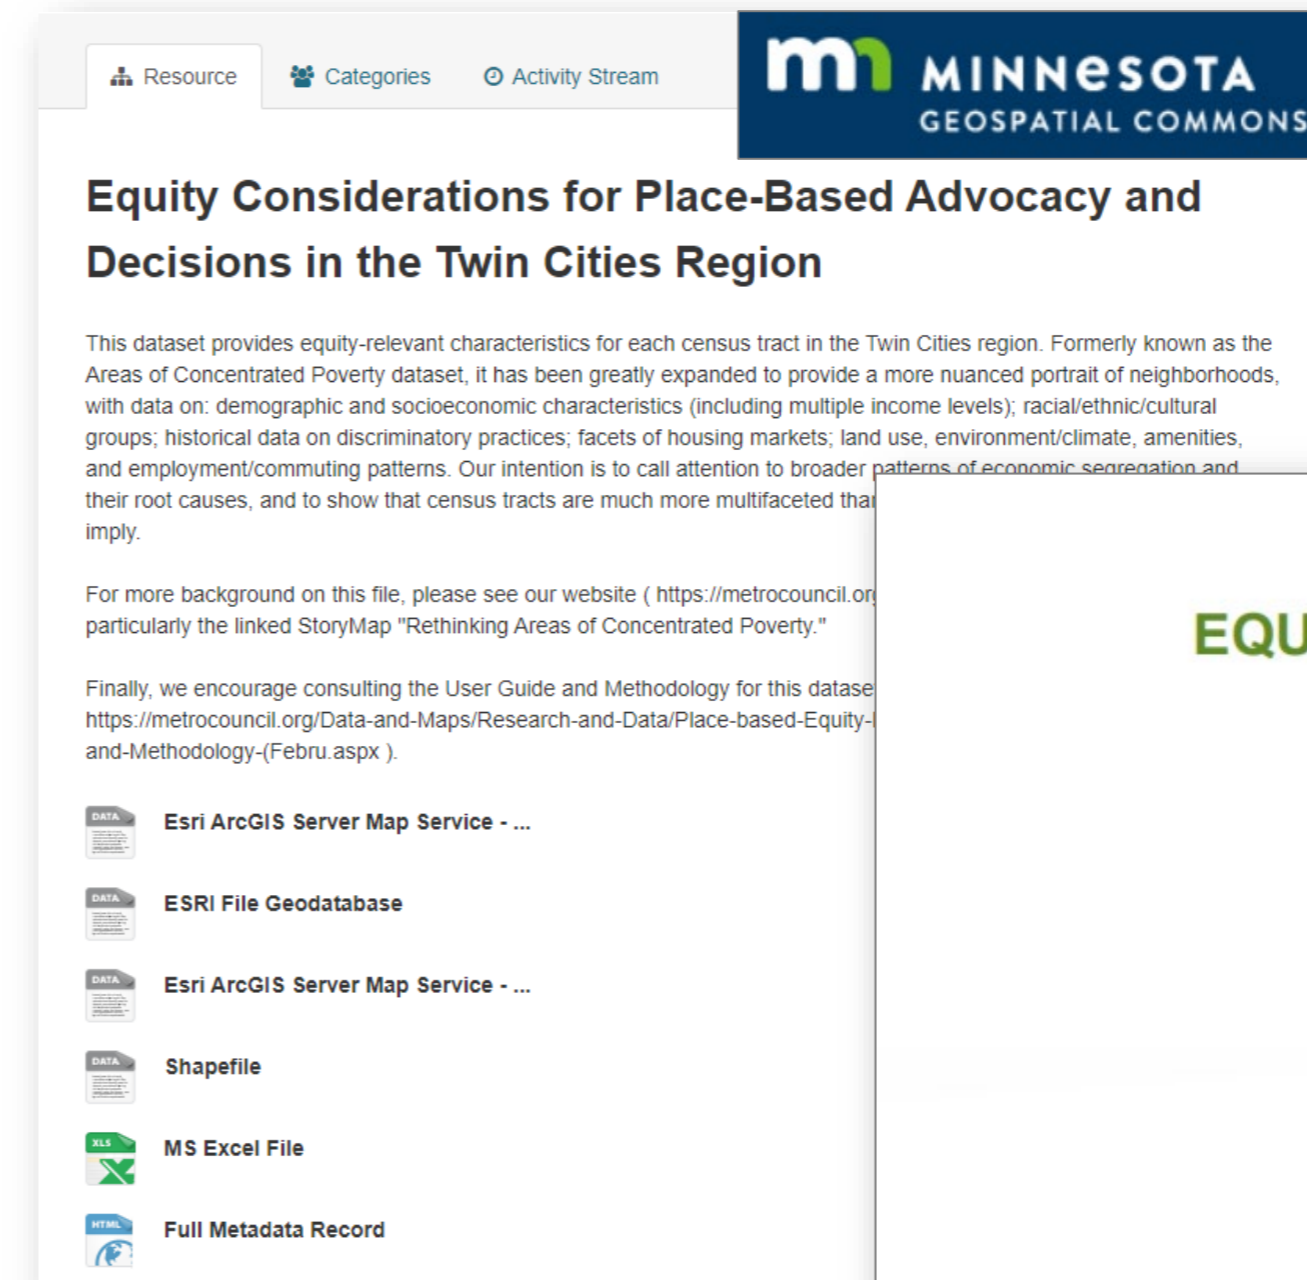 Resource
Categories
Activity Stream
mn MINNESOTA
GEOSPATIAL COMMONS
Equity Considerations for Place-Based Advocacy and
Decisions in the Twin Cities Region
This dataset provides equity-relevant characteristics for each census tract in the Twin Cities region. Formerly known as the
Areas of Concentrated Poverty dataset, it has been greatly expanded to provide a more nuanced portrait of neighborhoods,
with data on: demographic and socioeconomic characteristics (including multiple income levels); racial/ethnic/cultural
groups; historical data on discriminatory practices; facets of housing markets; land use, environment/climate, amenities,
and employment/commuting patterns. Our intention is to call attention to broader patterns of economic segregation and
their root causes, and to show that census tracts are much more multifaceted than
imply.
For more background on this file, please see our website ( https://metrocouncil.org
particularly the linked StoryMap "Rethinking Areas of Concentrated Poverty."
EQU
Finally, we encourage consulting the User Guide and Methodology for this datase
https://metrocouncil.org/Data-and-Maps/Research-and-Data/Place-based-Equity-
and-Methodology-(Febru.aspx ).
DATA Esri ArcGIS Server Map Service - ...
DATA ESRI File Geodatabase
DATA Esri ArcGIS Server Map Service - ...
DATA Shapefile
XLS MS Excel File
HTML Full Metadata Record